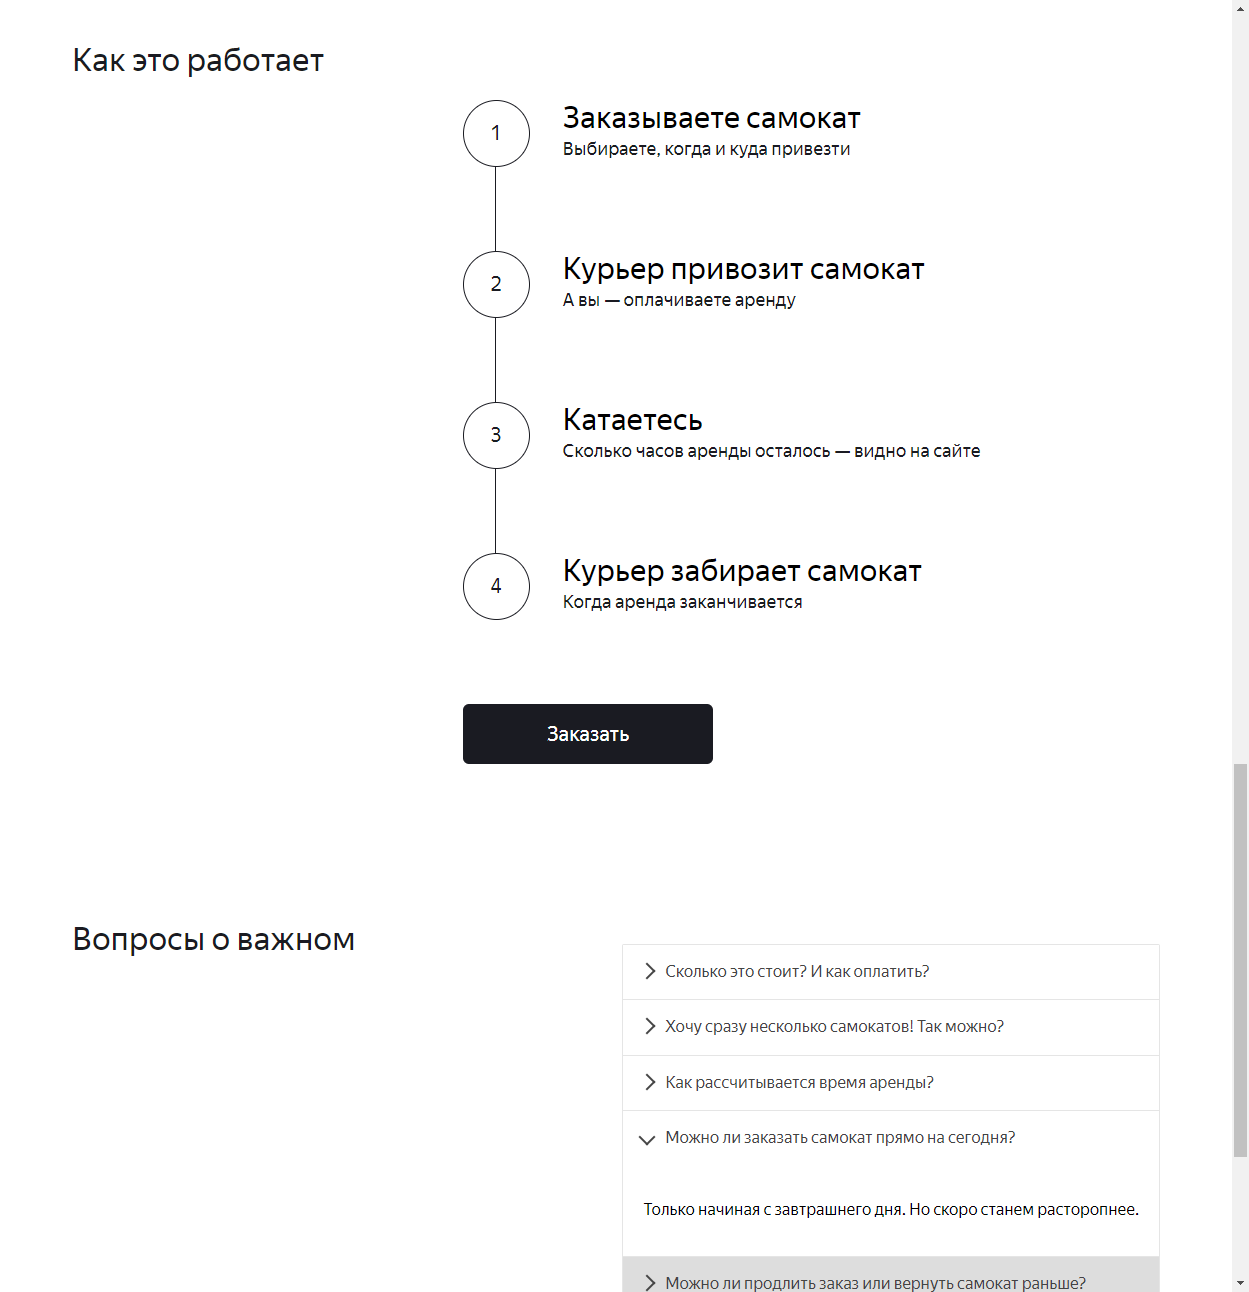 Как это работает
1
Заказываете самокат
Выбираете, когда и куда привезти
2
Курьер привозит самокат
А вы — оплачиваете аренду
3
Катаетесь
Сколько часов аренды осталось — видно на сайте
4
Курьер забирает самокат
Когда аренда заканчивается
Заказать
Вопросы о важном
Сколько это стоит? И как оплатить?
Хочу сразу несколько самокатов! Так можно?
Как рассчитывается время аренды?
Можно ли заказать самокат прямо на сегодня?
Только начиная с завтрашнего дня. Но скоро станем расторопнее.
Можно ли продлить заказ или вернуть самокат раньше?